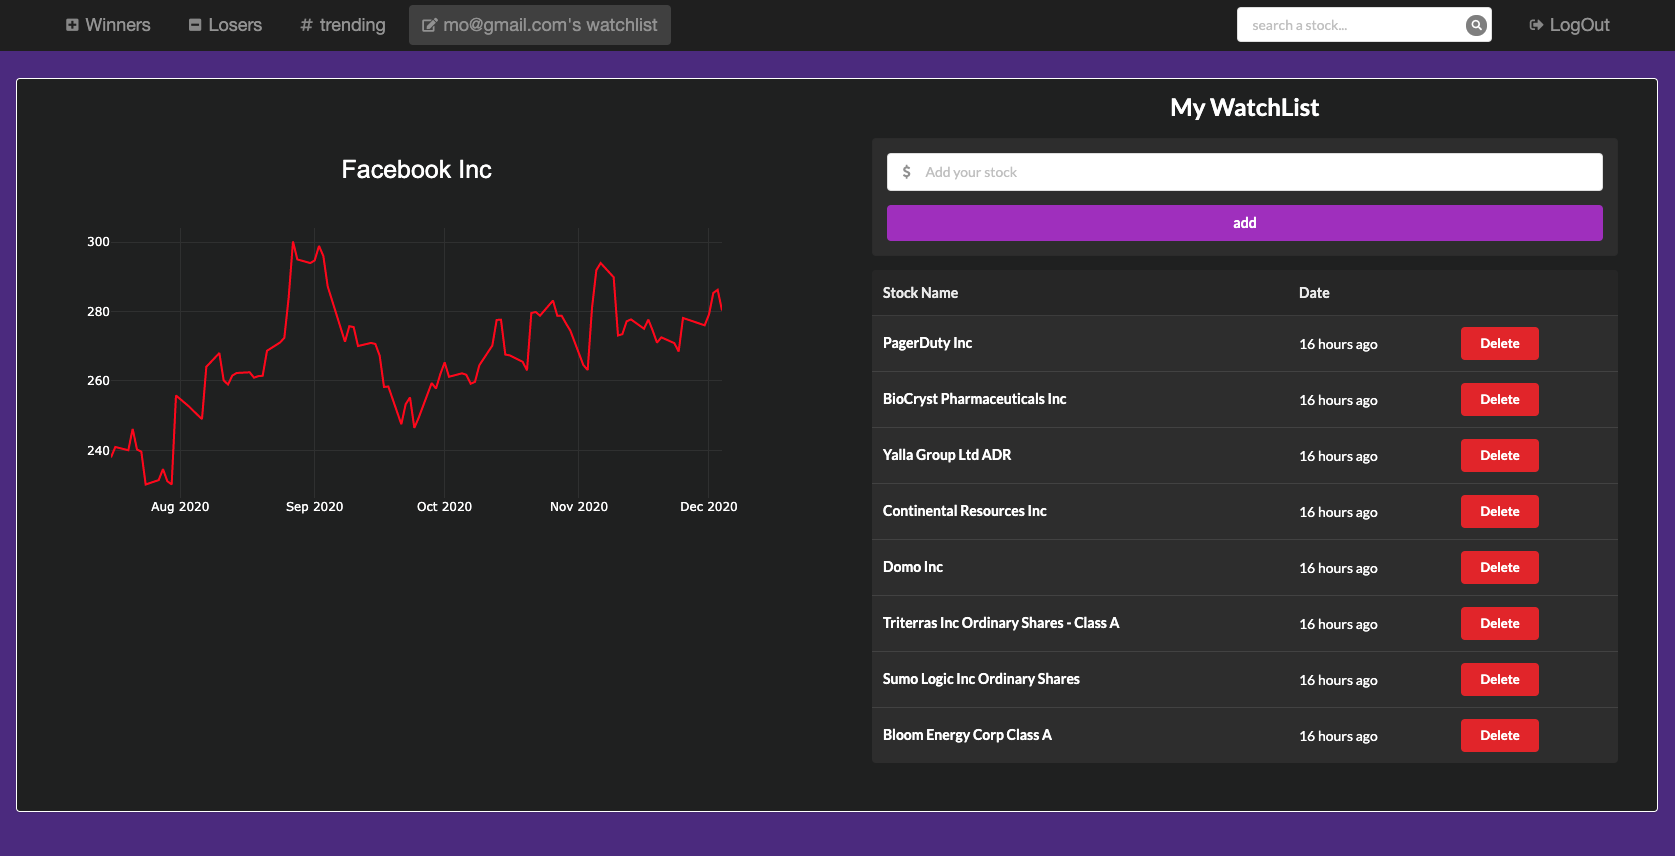 Winners Losers # trending mo@gmail.com's watchlist search a stock... LogOut
Facebook Inc
300
280
260
240
Aug 2020 Sep 2020 Oct 2020 Nov 2020 Dec 2020
My WatchList
$ Add your stock
add
Stock Name Date
PagerDuty Inc 16 hours ago Delete
BioCryst Pharmaceuticals Inc 16 hours ago Delete
Yalla Group Ltd ADR 16 hours ago Delete
Continental Resources Inc 16 hours ago Delete
Domo Inc 16 hours ago Delete
Triterras Inc Ordinary Shares - Class A 16 hours ago Delete
Sumo Logic Inc Ordinary Shares 16 hours ago Delete
Bloom Energy Corp Class A 16 hours ago Delete